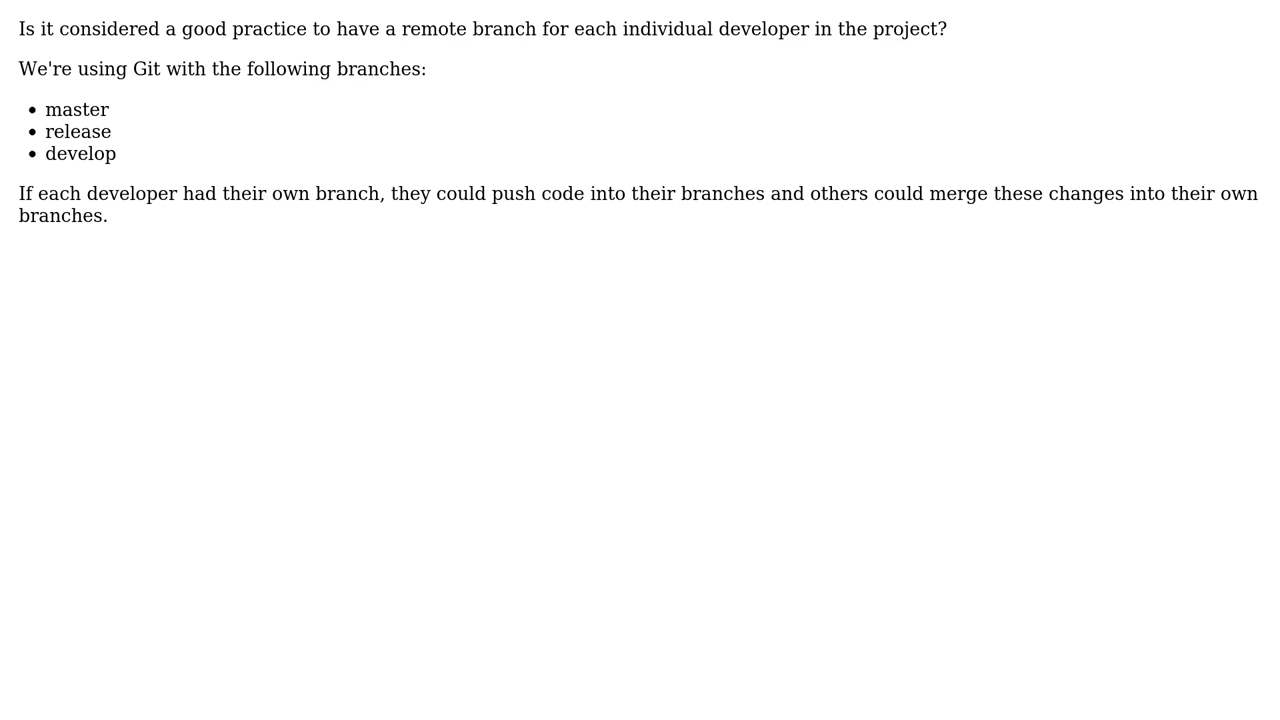 Is it considered a good practice to have a remote branch for each individual developer in the project?
We're using Git with the following branches:
• master
• release
• develop
If each developer had their own branch, they could push code into their branches and others could merge these changes into their own
branches.